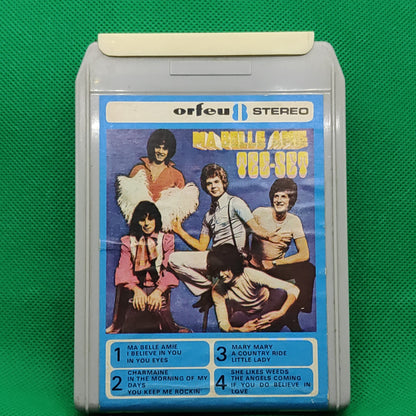 orfeu 8 STEREO
MA BELLE AMIE
TEE-SET
1 MA BELLE AMIE
I BELIEVE IN YOU
IN YOU EYES
2 CHARMAINE
IN THE MORNING OF MY
DAYS
YOU KEEP ME ROCKIN'
3 MARY MARY
A COUNTRY RIDE
LITTLE LADY
4 SHE LIKES WEEDS
THE ANGELS COMING
IF YOU DO BELIEVE IN
LOVE